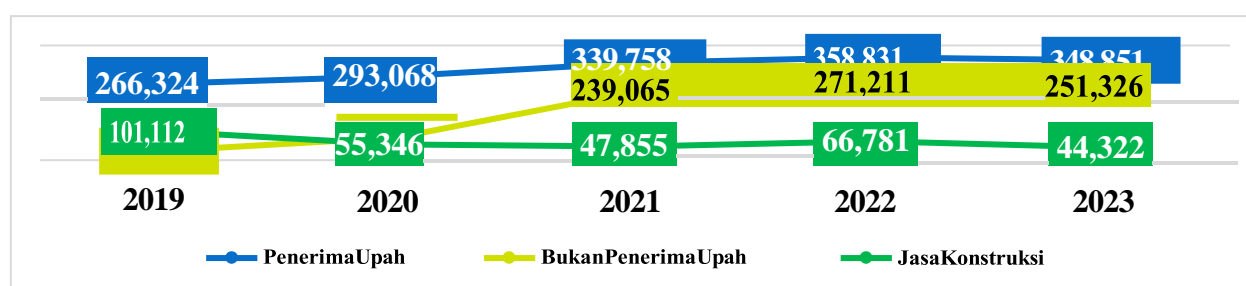 266,324 293,068 339,758 358,831 348,851
239,065 271,211 251,326
101,112 55,346 47,855 66,781 44,322
2019 2020 2021 2022 2023
PenerimaUpah BukanPenerimaUpah JasaKonstruksi